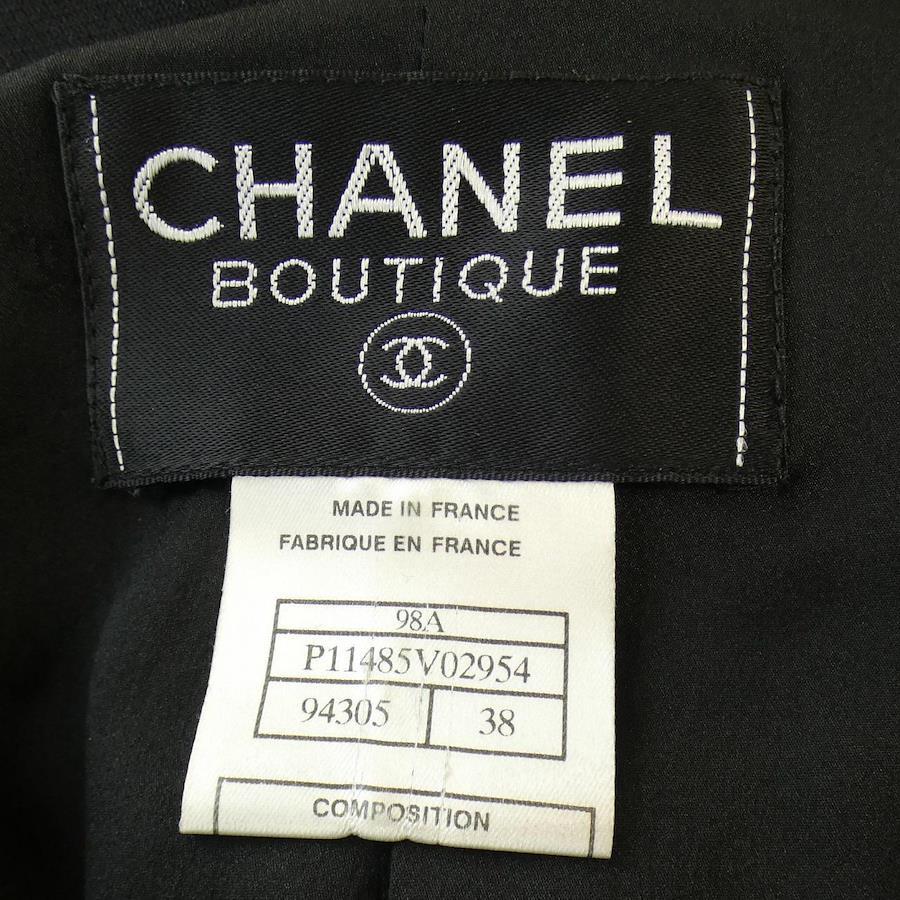 CHANEL
BOUTIQUE
MADE IN FRANCE
FABRIQUE EN FRANCE
98A
P11485V02954
94305 38
COMPOSITION